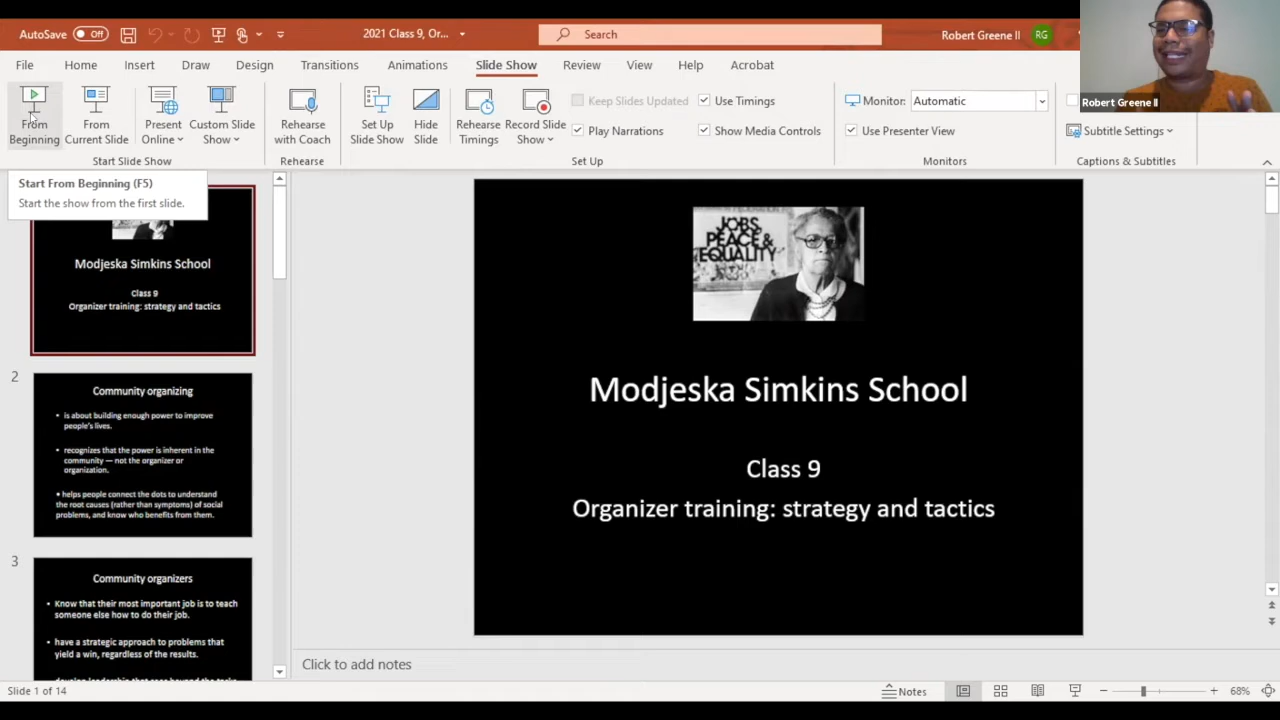 AutoSave Off
2021 Class 9, Or...
Search
Robert Greene II
RG
File Home Insert Draw Design Transitions Animations Slide Show Review View Help Acrobat
From Beginning
From Current Slide
Present Online
Custom Slide Show
Start Slide Show
Rehearse with Coach
Rehearse
Set Up Slide Show
Hide Slide
Rehearse Timings
Record Slide Show
Keep Slides Updated
Play Narrations
Use Timings
Show Media Controls
Set Up
Monitor: Automatic
Use Presenter View
Monitors
Subtitle Settings
Captions & Subtitles
Robert Greene II
Start From Beginning (F5)
Start the show from the first slide.
Modjeska Simkins School
Class 9
Organizer training: strategy and tactics
2
Community organizing
• is about building enough power to improve
people's lives.
• recognizes that the power is inherent in the
community — not the organizer or
organization.
• helps people connect the dots to understand
the root causes (rather than symptoms) of social
problems, and know who benefits from them.
3
Community organizers
• Know that their most important job is to teach
someone else how to do their job.
• have a strategic approach to problems that
yield a win, regardless of the results.
JOBS
PEACE &
EQUALITY
Modjeska Simkins School
Class 9
Organizer training: strategy and tactics
Click to add notes
Slide 1 of 14
Notes
68%